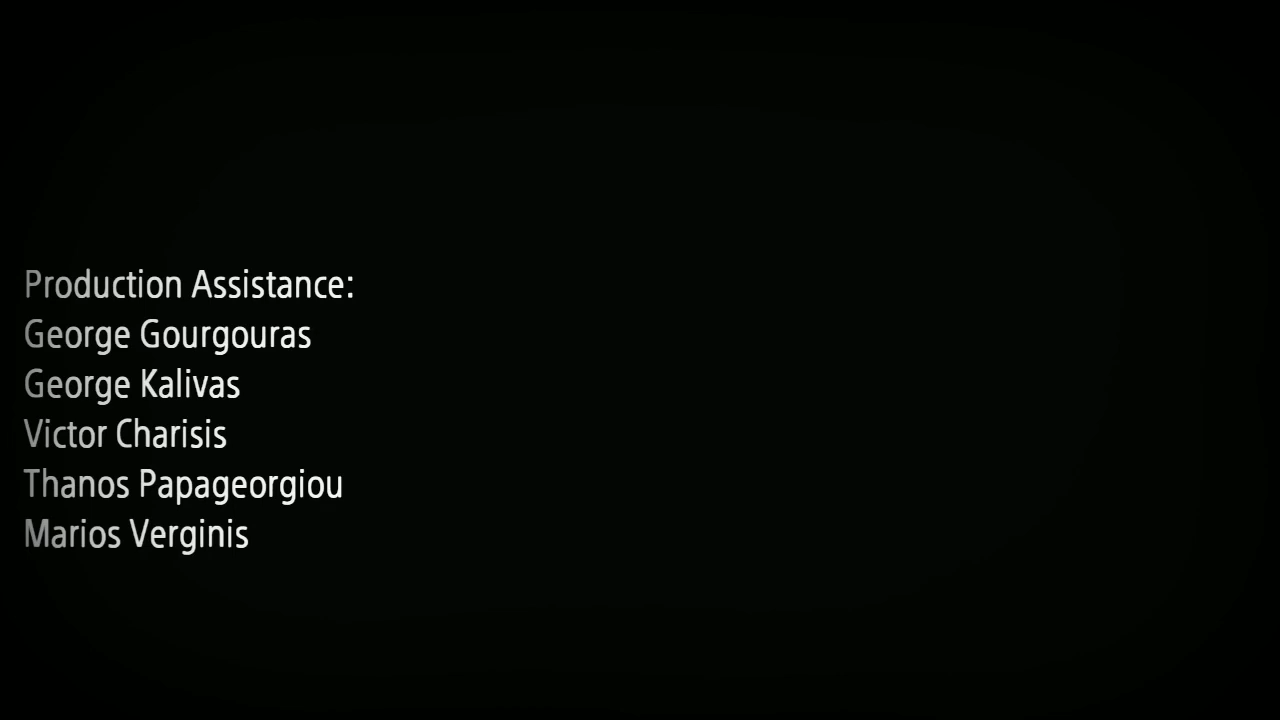 Production Assistance:
George Gourgouras
George Kalivas
Victor Charisis
Thanos Papageorgiou
Marios Verginis